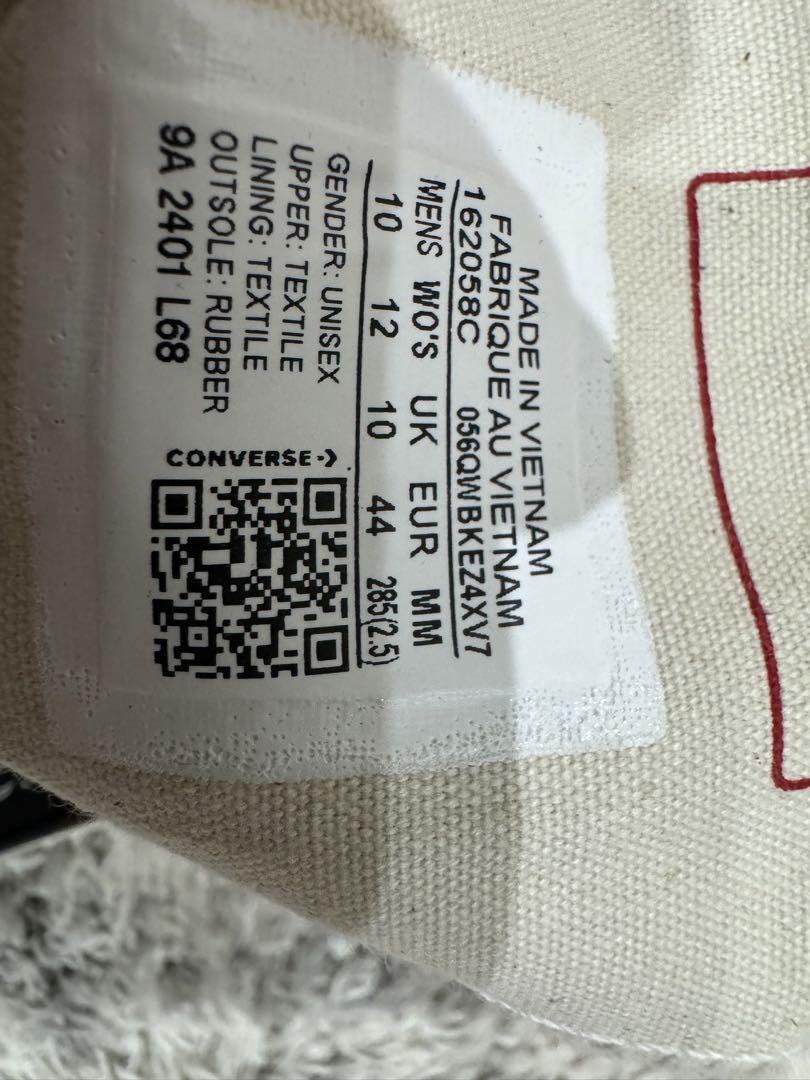 MADE IN VIETNAM
FABRIQUE AU VIETNAM
162058C 056QWBKEZ4XV7
MENS WO'S UK EUR MM
10 12 10 44 285(2.5)
GENDER: UNISEX
UPPER: TEXTILE
LINING: TEXTILE
OUTSOLE: RUBBER
9A 2401 L68
CONVERSE